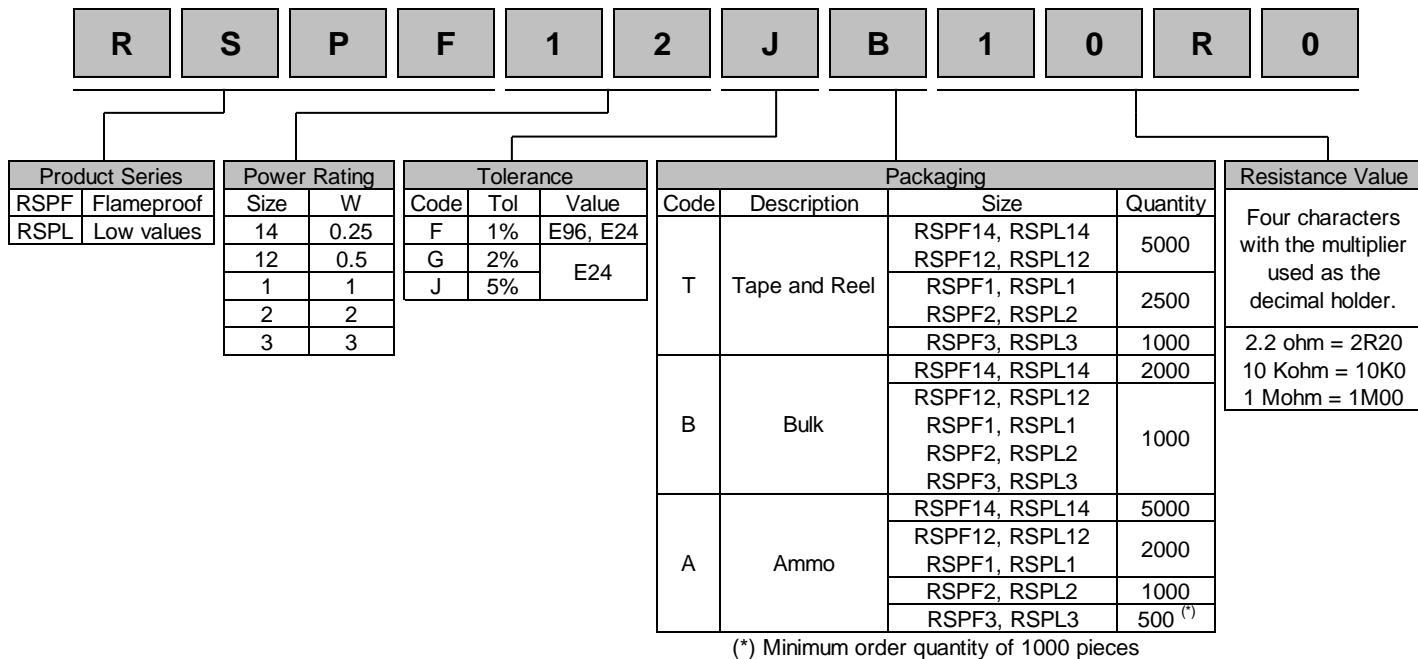 R S P F 1 2 J B 1 0 R 0
Product Series
RSPF Flameproof
RSPL Low values
Power Rating
Size W
14 0.25
12 0.5
1 1
2 2
3 3
Tolerance
Code Tol Value
F 1% E96, E24
G 2% E24
J 5%
Packaging
Code Description Size Quantity
T Tape and Reel
RSPF14, RSPL14
RSPF12, RSPL12
5000
RSPF1, RSPL1
RSPF2, RSPL2
2500
RSPF3, RSPL3 1000
B Bulk
RSPF14, RSPL14 2000
RSPF12, RSPL12
RSPF1, RSPL1
RSPF2, RSPL2
RSPF3, RSPL3
1000
A Ammo
RSPF14, RSPL14 5000
RSPF12, RSPL12
RSPF1, RSPL1
2000
RSPF2, RSPL2 1000
RSPF3, RSPL3 500 (*)
(*) Minimum order quantity of 1000 pieces
Resistance Value
Four characters
with the multiplier
used as the
decimal holder.
2.2 ohm = 2R20
10 Kohm = 10K0
1 Mohm = 1M00